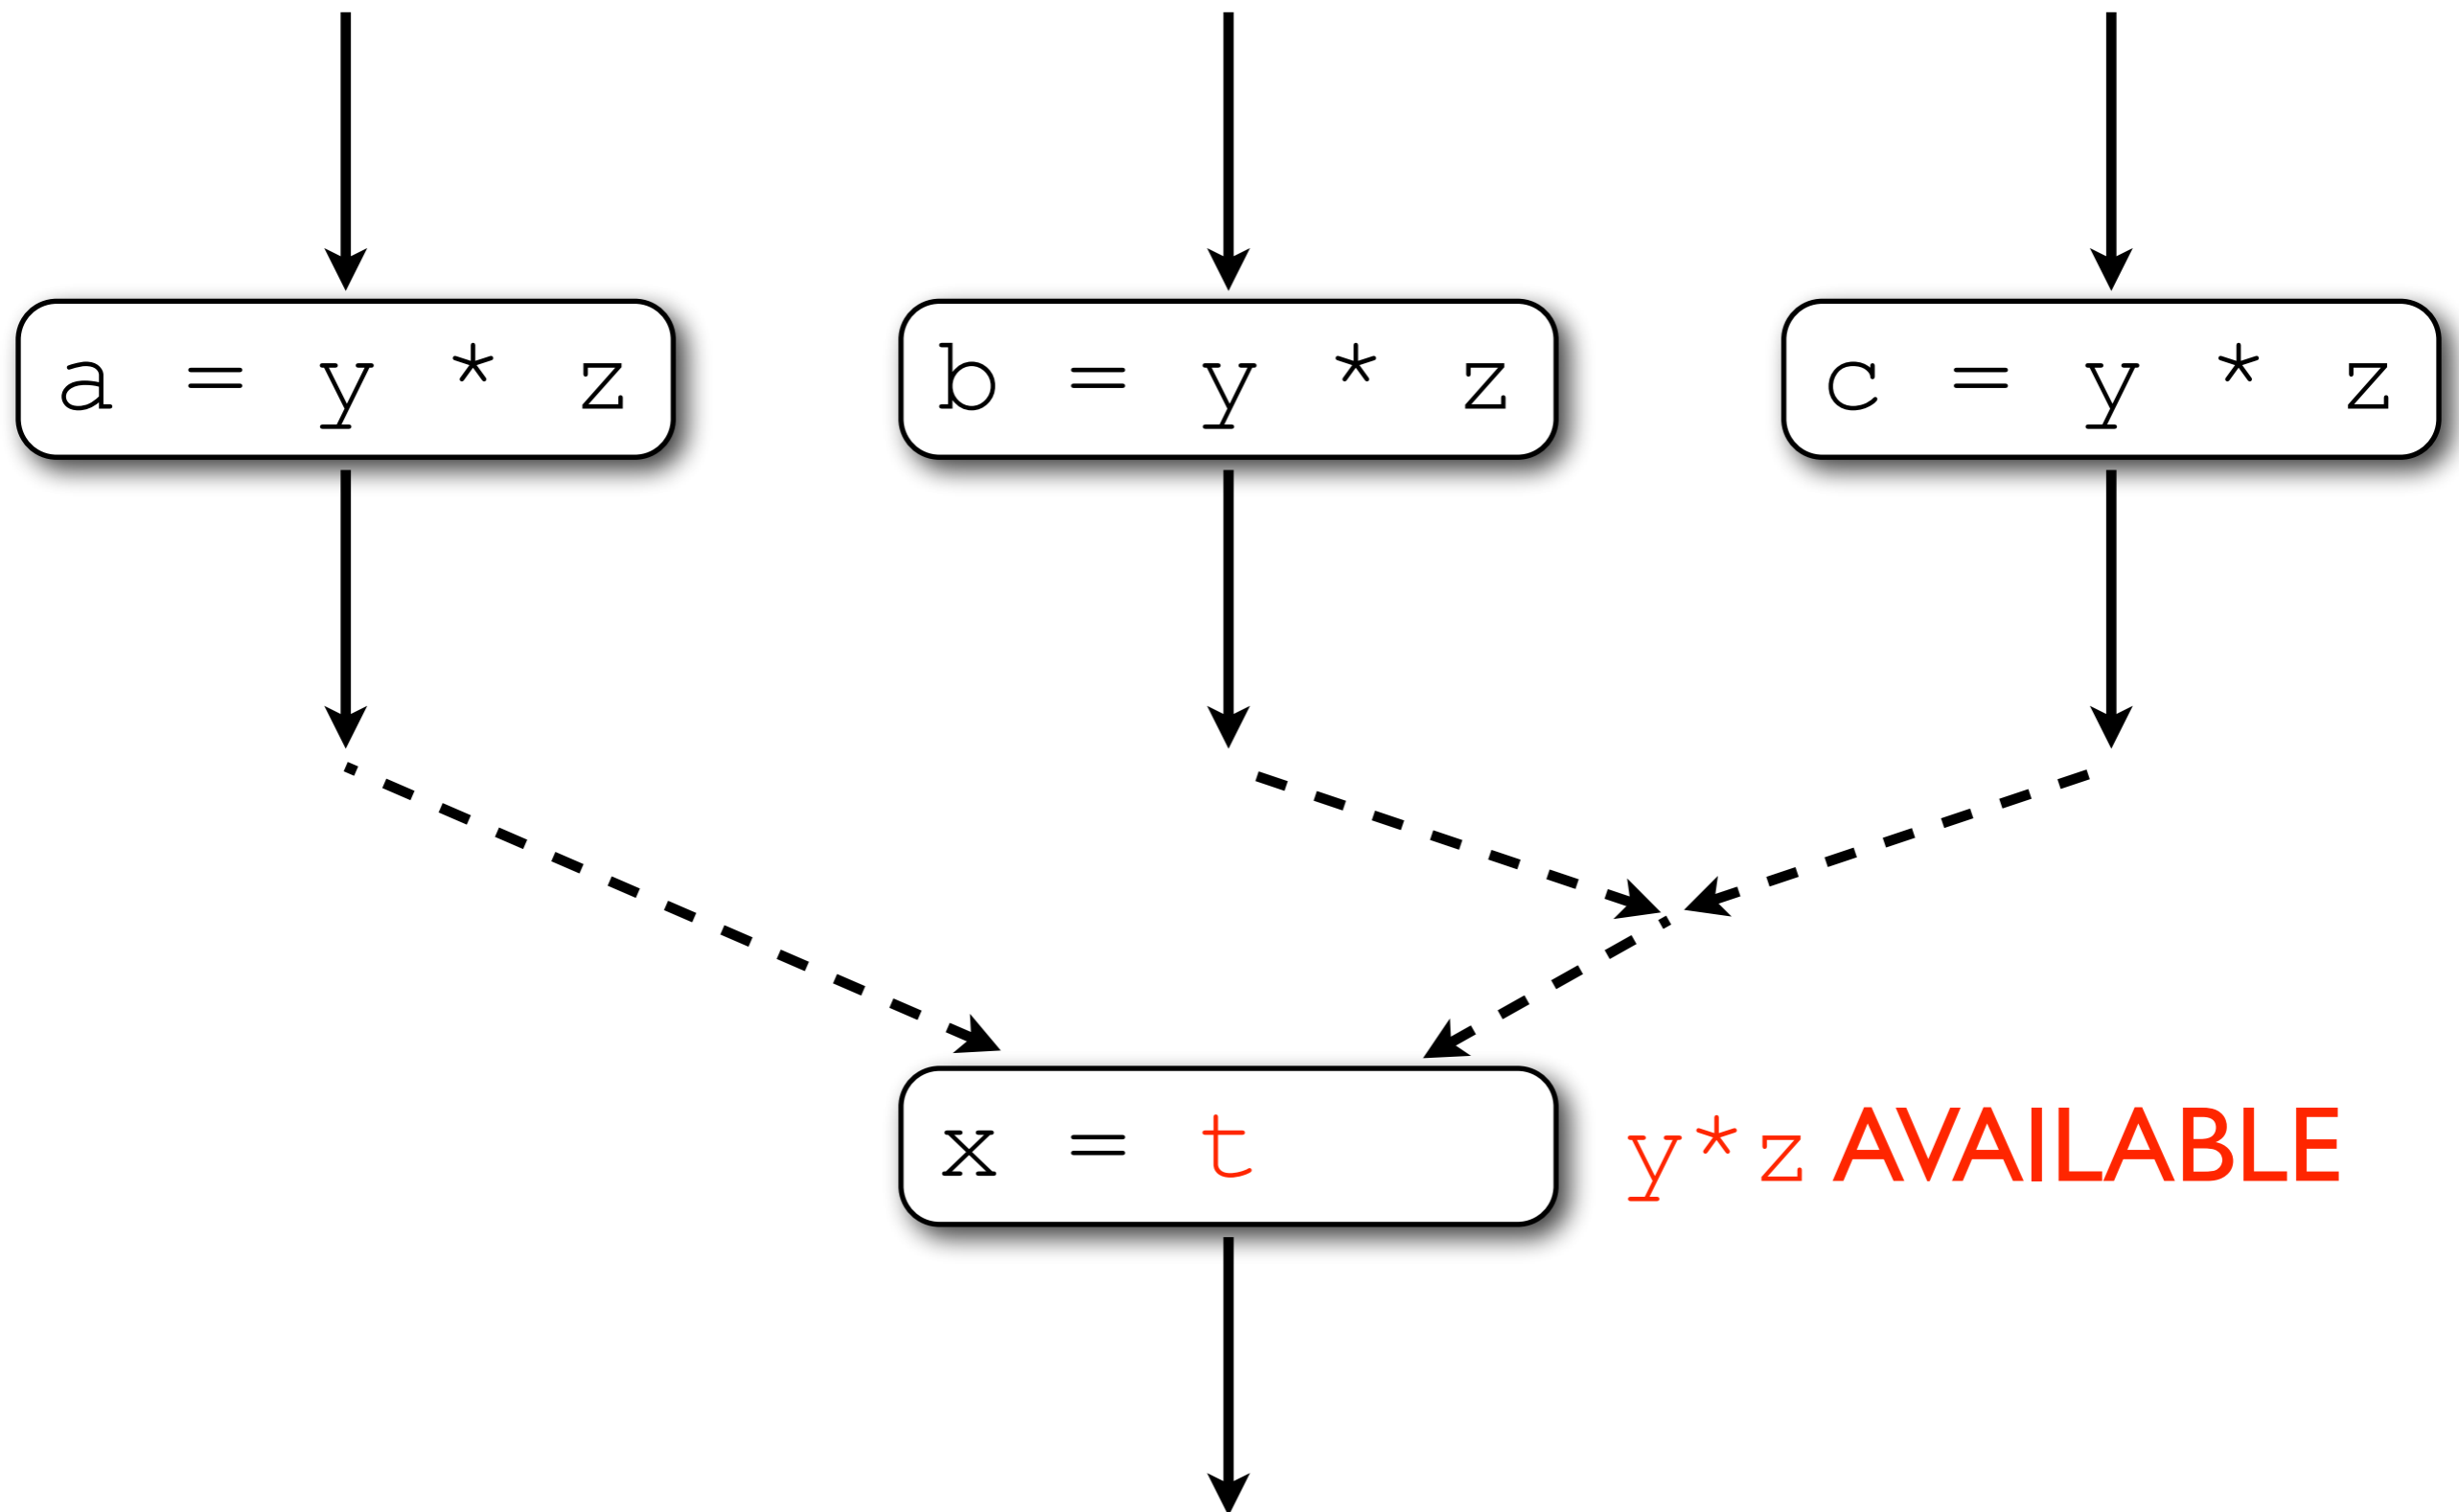 a = y * z
b = y * z
c = y * z
x = t
y*z AVAILABLE